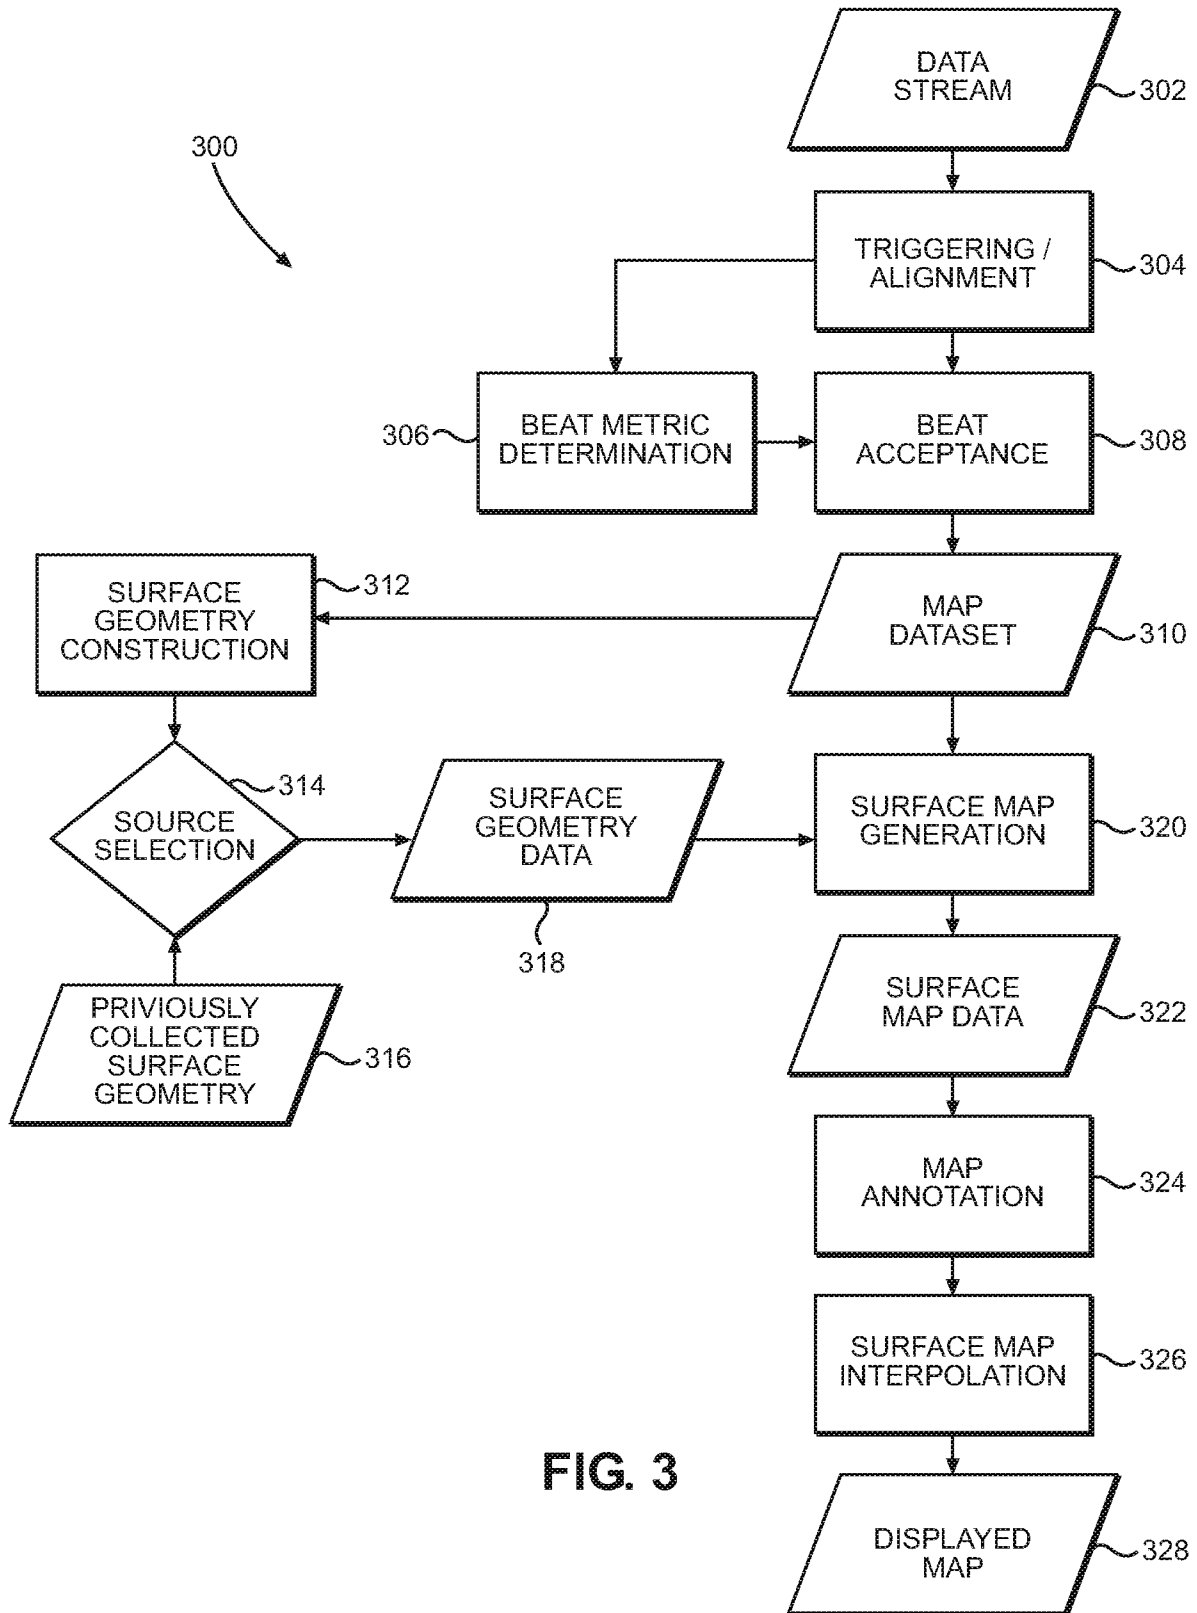 DATA
STREAM
302
300
TRIGGERING /
ALIGNMENT
304
306
BEAT METRIC
DETERMINATION
BEAT
ACCEPTANCE
308
SURFACE
GEOMETRY
CONSTRUCTION
312
MAP
DATASET
310
SOURCE
SELECTION
314
SURFACE
GEOMETRY
DATA
318
SURFACE MAP
GENERATION
320
PRIVIOUSLY
COLLECTED
SURFACE
GEOMETRY
316
SURFACE
MAP DATA
322
MAP
ANNOTATION
324
SURFACE MAP
INTERPOLATION
326
FIG. 3
DISPLAYED
MAP
328